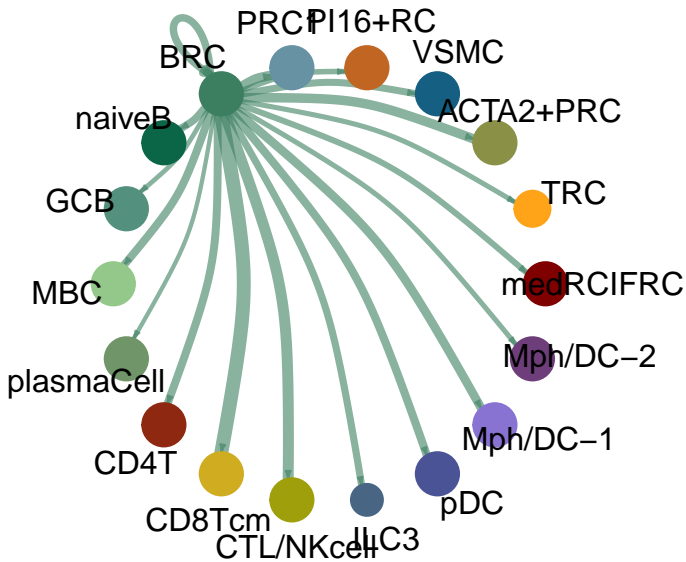 PRC1
PI16+RC
BRC
VSMC
naiveB
ACTA2+PRC
GCB
TRC
MBC
medRCIFRC
plasmaCell
Mph/DC−2
CD4T
Mph/DC−1
CD8Tcm
pDC
CTL/NKcell
ILC3